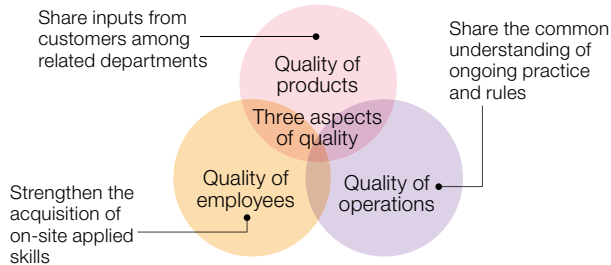 Share inputs from
customers among
related departments
Share the common
understanding of
ongoing practice
and rules
Quality of
products
Three aspects
of quality
Quality of
employees
Quality of
operations
Strengthen the
acquisition of
on-site applied
skills